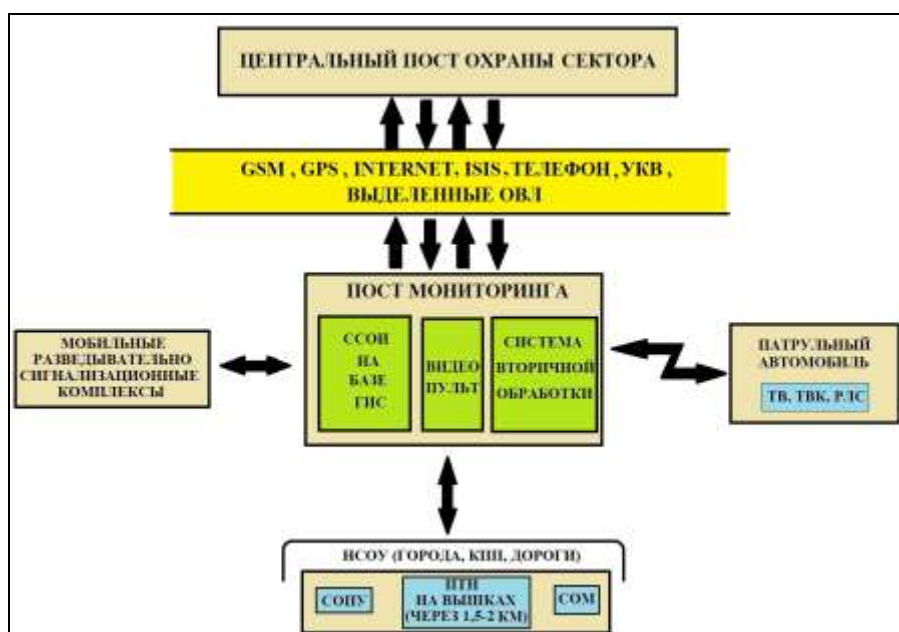 ЦЕНТРАЛЬНЫЙ ПОСТ ОХРАНЫ СЕКТОРА
GSM , GPS , INTERNET, ISIS, ТЕЛЕФОН , УКВ ,
ВЫДЕЛЕННЫЕ ОВЛ
ПОСТ МОНИТОРИНГА
ССОИ
НА
БАЗЕ
ГИС
ВИДЕО
ПУЛЬТ
СИСТЕМА
ВТОРИЧНОЙ
ОБРАБОТКИ
МОБИЛЬНЫЕ
РАЗВЕДЫВАТЕЛЬНО
СИГНАЛИЗАЦИОННЫЕ
КОМПЛЕКСЫ
ПАТРУЛЬНЫЙ
АВТОМОБИЛЬ
ТВ, ТВК, РЛС
НСОУ (ГОРОДА, КПП, ДОРОГИ)
СОПУ
ПТН
НА ВЫШКАХ
(ЧЕРЕЗ 1,5-2 КМ)
СОМ